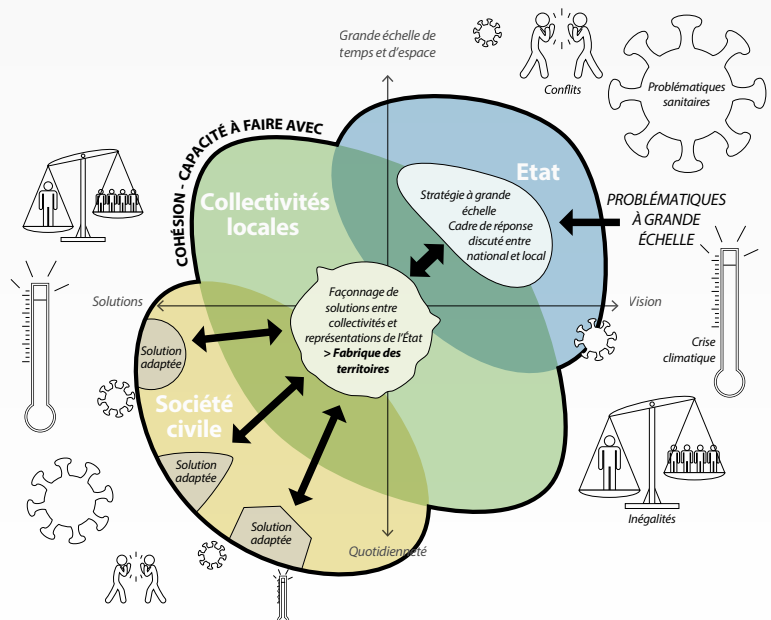 Grande échelle de
temps et d'espace
Conflits
Problématiques
sanitaires
COHÉSION - CAPACITÉ À FAIRE AVEC
Etat
Collectivités
locales
Stratégie à grande
échelle
Cadre de réponse
discuté entre
national et local
PROBLÉMATIQUES
À GRANDE
ÉCHELLE
Solutions
Vision
Façonnage de
solutions entre
collectivités et
représentations de l'État
> Fabrique des
territoires
Crise
climatique
Solution
adaptée
Société
civile
Solution
adaptée
Solution
adaptée
Inégalités
Quotidienneté